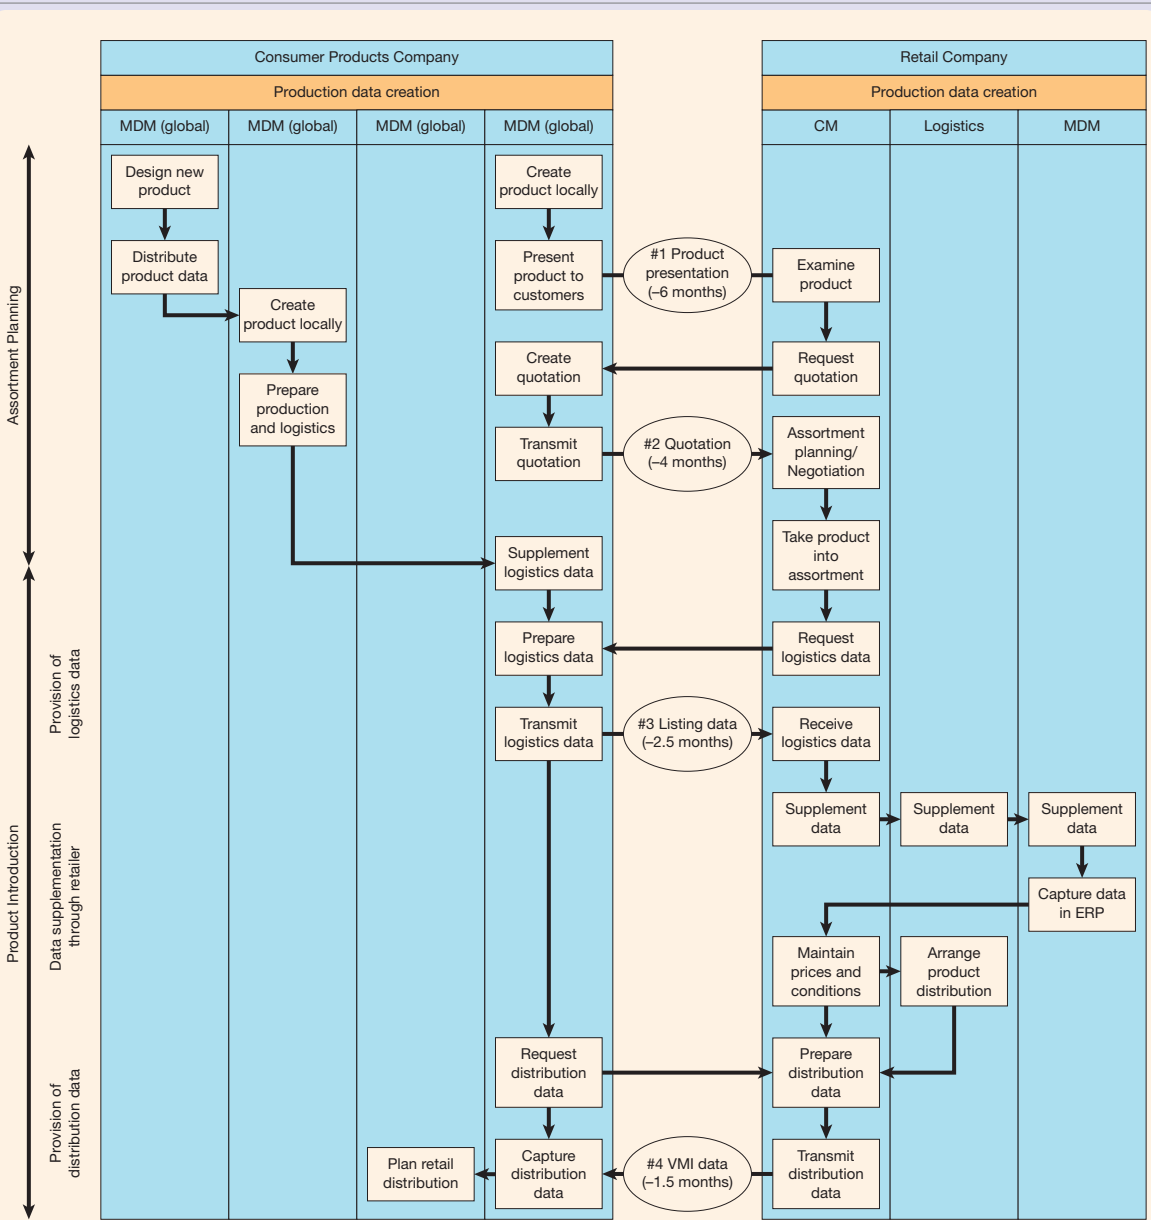 Consumer Products Company
Retail Company
Production data creation
Production data creation
MDM (global)
MDM (global)
MDM (global)
MDM (global)
CM
Logistics
MDM
Assortment Planning
Product Introduction
Provision of
logistics data
Data supplementation
through retailer
Provision of
distribution data
Design new
product
Distribute
product data
Create
product locally
Prepare
production
and logistics
Create
product locally
Present
product to
customers
#1 Product
presentation
(–6 months)
Examine
product
Request
quotation
Create
quotation
Transmit
quotation
#2 Quotation
(–4 months)
Assortment
planning/
Negotiation
Take product
into
assortment
Supplement
logistics data
Request
logistics data
Prepare
logistics data
Transmit
logistics data
#3 Listing data
(–2.5 months)
Receive
logistics data
Supplement
data
Supplement
data
Supplement
data
Capture data
in ERP
Maintain
prices and
conditions
Arrange
product
distribution
Request
distribution
data
Prepare
distribution
data
Transmit
distribution
data
#4 VMI data
(–1.5 months)
Capture
distribution
data
Plan retail
distribution